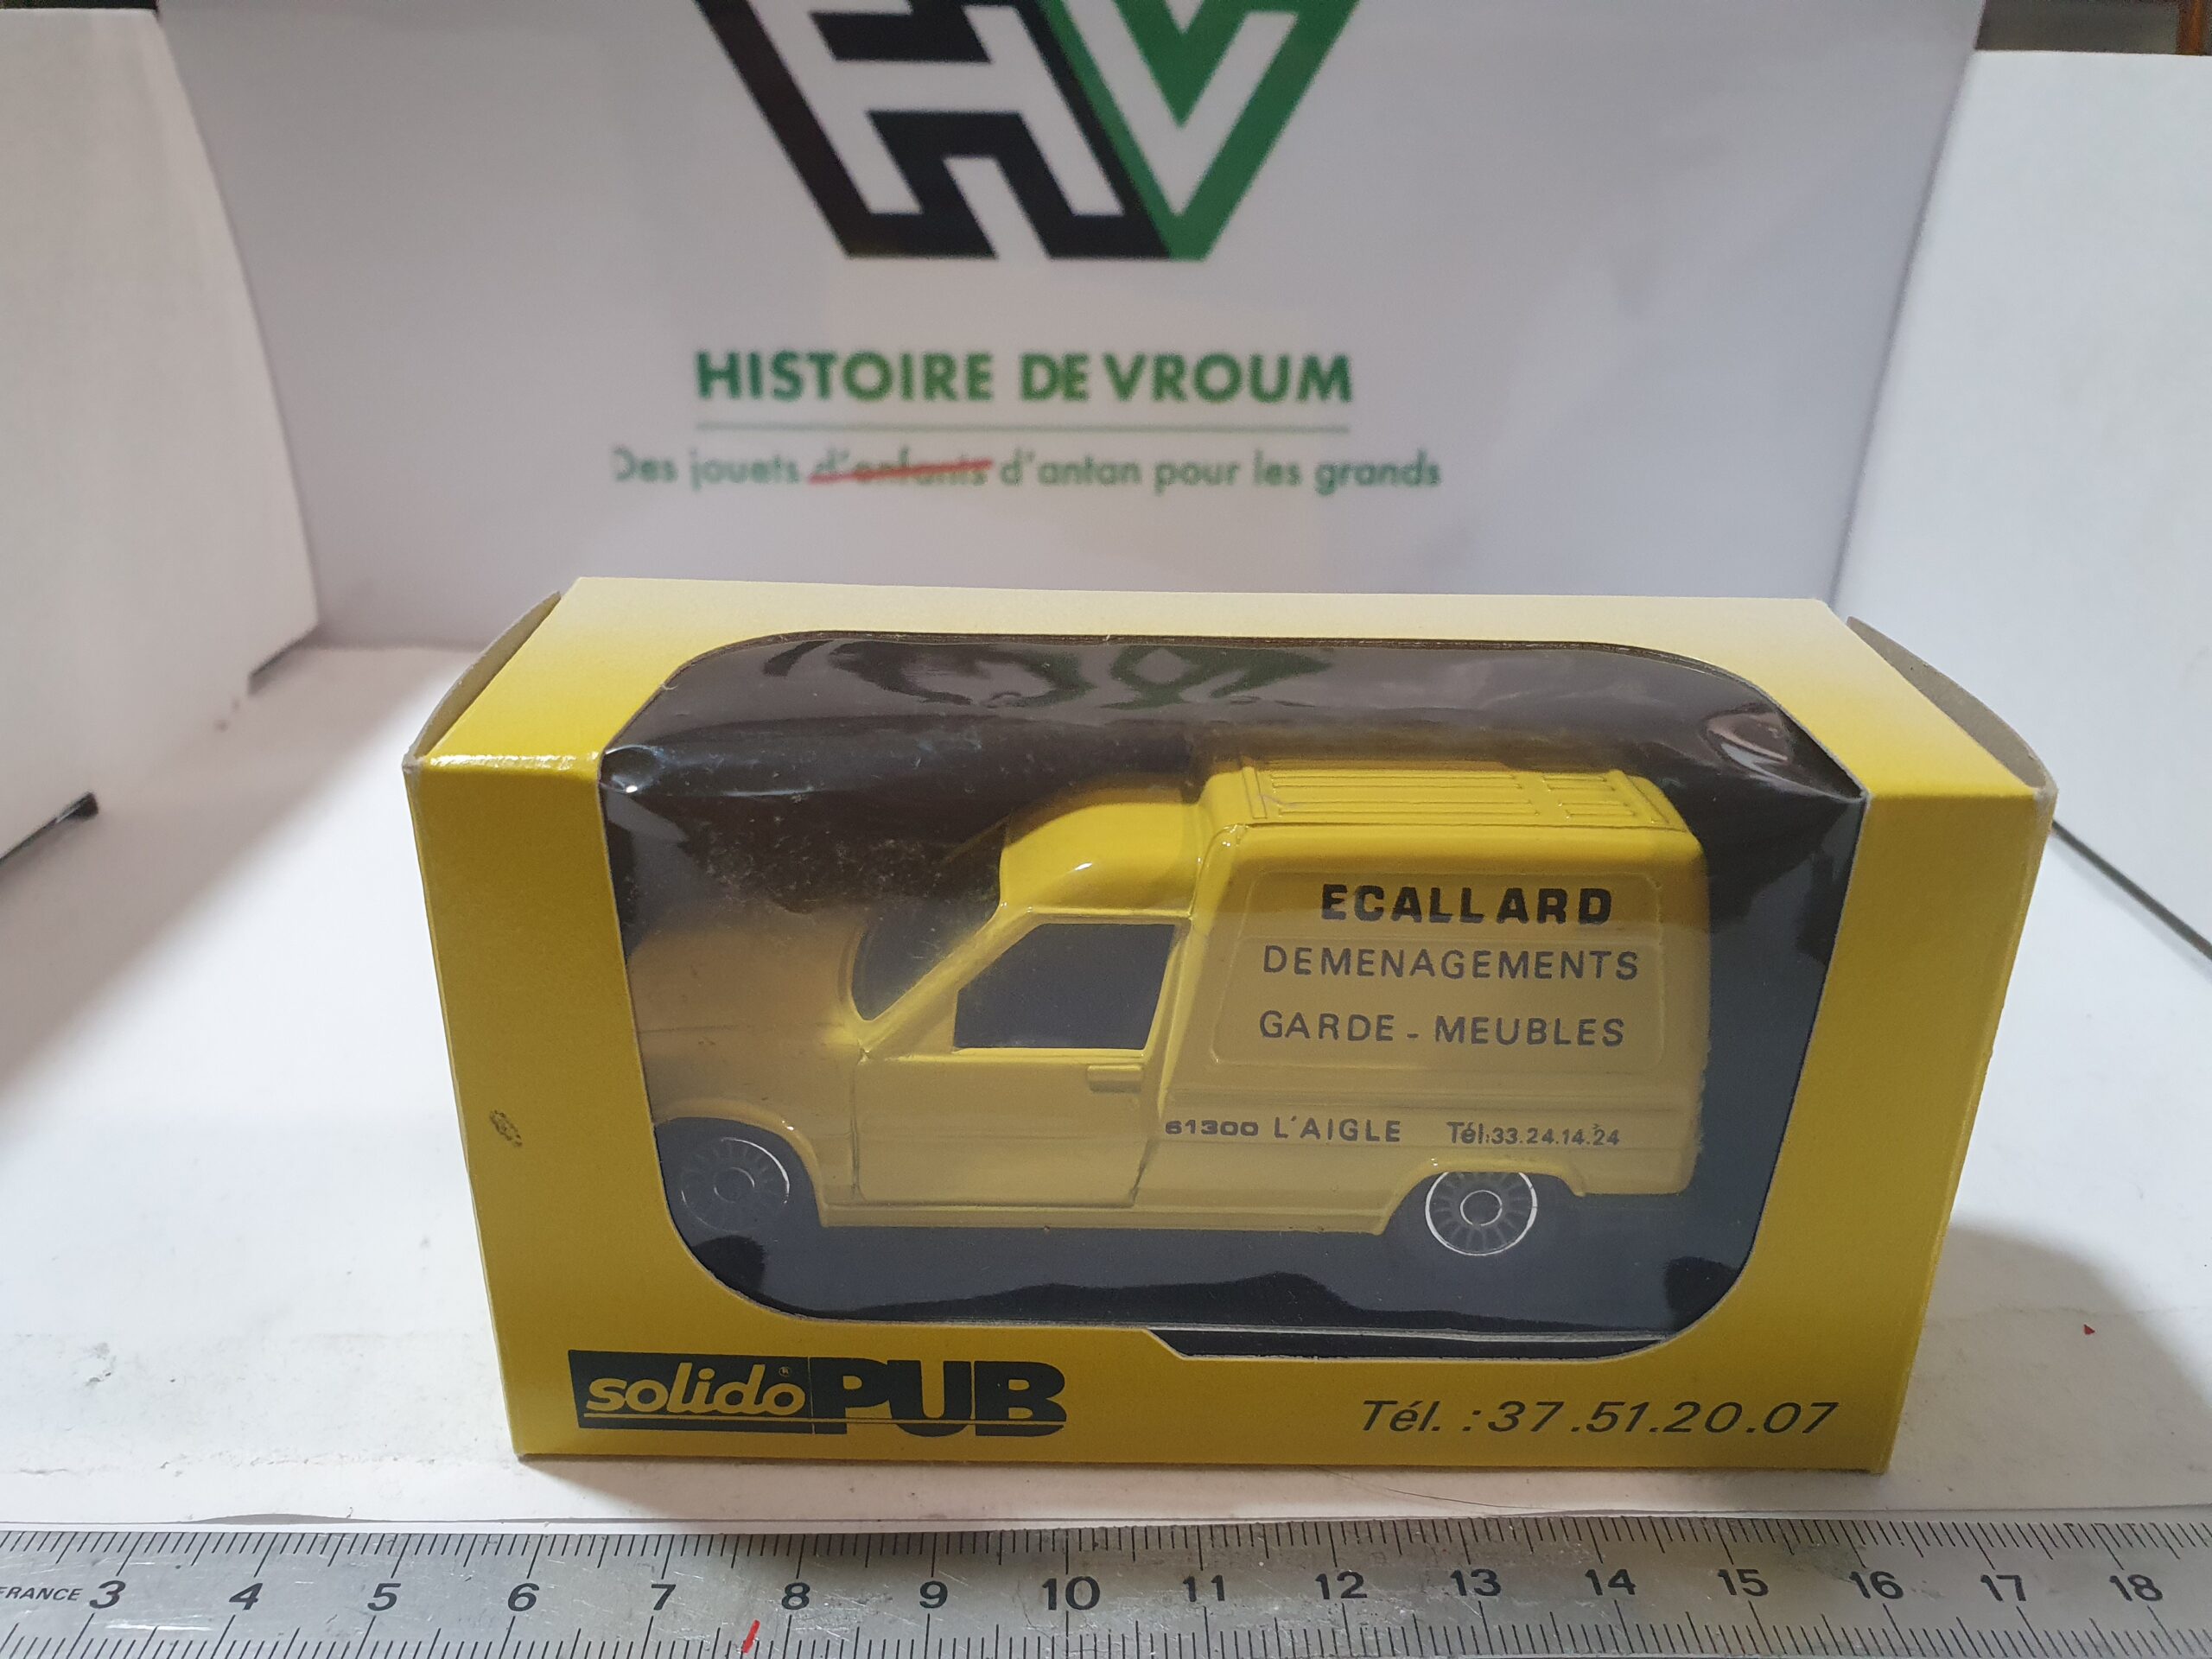 HV
HISTOIRE DE VROUM
Des jouets d'enfants d'antan pour les grands
ECALLARD
DEMENAGEMENTS
GARDE - MEUBLES
61300 L'AIGLE Tél:33.24.14.24
solido® PUB
Tél. : 37.51.20.07
FRANCE 3 4 5 6 7 8 9 10 11 12 13 14 15 16 17 18